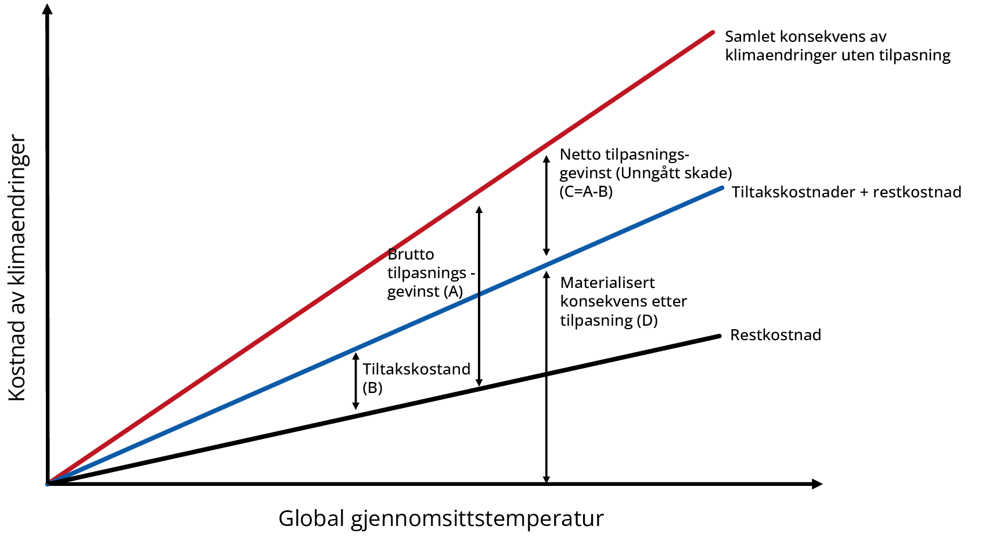 Samlet konsekvens av
klimaendringer uten tilpasning
Netto tilpasnings-
gevinst (Unngått skade)
(C=A-B)
Tiltakskostnader + restkostnad
Brutto
tilpasnings -
gevinst (A)
Materialisert
konsekvens etter
tilpasning (D)
Restkostnad
Tiltakskostand
(B)
Kostnad av klimaendringer
Global gjennomsittstemperatur